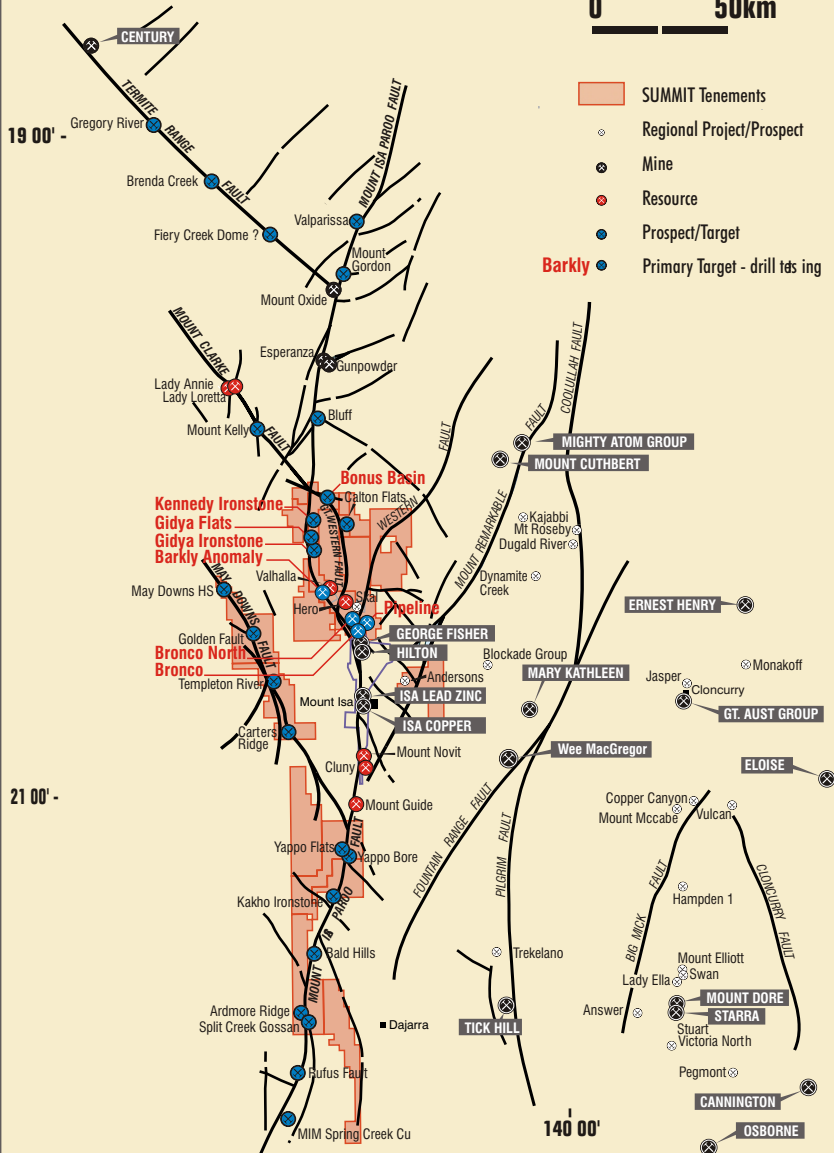 0 50km
CENTURY
SUMMIT Tenements
Regional Project/Prospect
Mine
Resource
Prospect/Target
Barkly Primary Target - drill
19 00' -
TERMITE RANGE FAULT
Gregory River
Brenda Creek
Fiery Creek Dome ?
MOUNT ISA PAROO FAULT
Valparissa
Mount
Gordon
Mount Oxide
MOUNT CLARKE FAULT
Esperanza
Gunpowder
Lady Annie
Lady Loretta
Mount Kelly
Bluff
COOLULLAH FAULT
FAULT
MIGHTY ATOM GROUP
MOUNT CUTHBERT
Bonus Basin
Calton Flats
Kennedy Ironstone
Gidya Flats
Gidya Ironstone
Barkly Anomaly
WESTERN FAULT
GT.WESTERN FAULT
MOUNT REMARKABLE
Kajabbi
Mt Roseby
Dugald River
Valhalla
Dynamite
Creek
MAY DOWNS FAULT
May Downs HS
Skal
Hero
Pipeline
ERNEST HENRY
GEORGE FISHER
Golden Fault
Bronco North
HILTON
Blockade Group
Bronco
MARY KATHLEEN
Monakoff
Templeton River
Andersons
Jasper
Cloncurry
ISA LEAD ZINC
Mount Isa
GT. AUST GROUP
ISA COPPER
Carters
Ridge
Mount Novit
Wee MacGregor
Cluny
ELOISE
21 00' -
Mount Guide
Copper Canyon
Mount Mccabe
Vulcan
FOUNTAIN RANGE FAULT
PILGRIM FAULT
Yappo Flats
Yappo Bore
BIG MICK FAULT
CLONCURRY FAULT
Hampden 1
Kakho Ironstone
MOUNT IS PAROO FAULT
Bald Hills
Trekelano
Mount Elliott
Swan
Lady Ella
MOUNT DORE
Answer
STARRA
Ardmore Ridge
Split Creek Gossan
Dajarra
TICK HILL
Stuart
Victoria North
Rufus Fault
Pegmont
CANNINGTON
140 00'
MIM Spring Creek Cu
OSBORNE